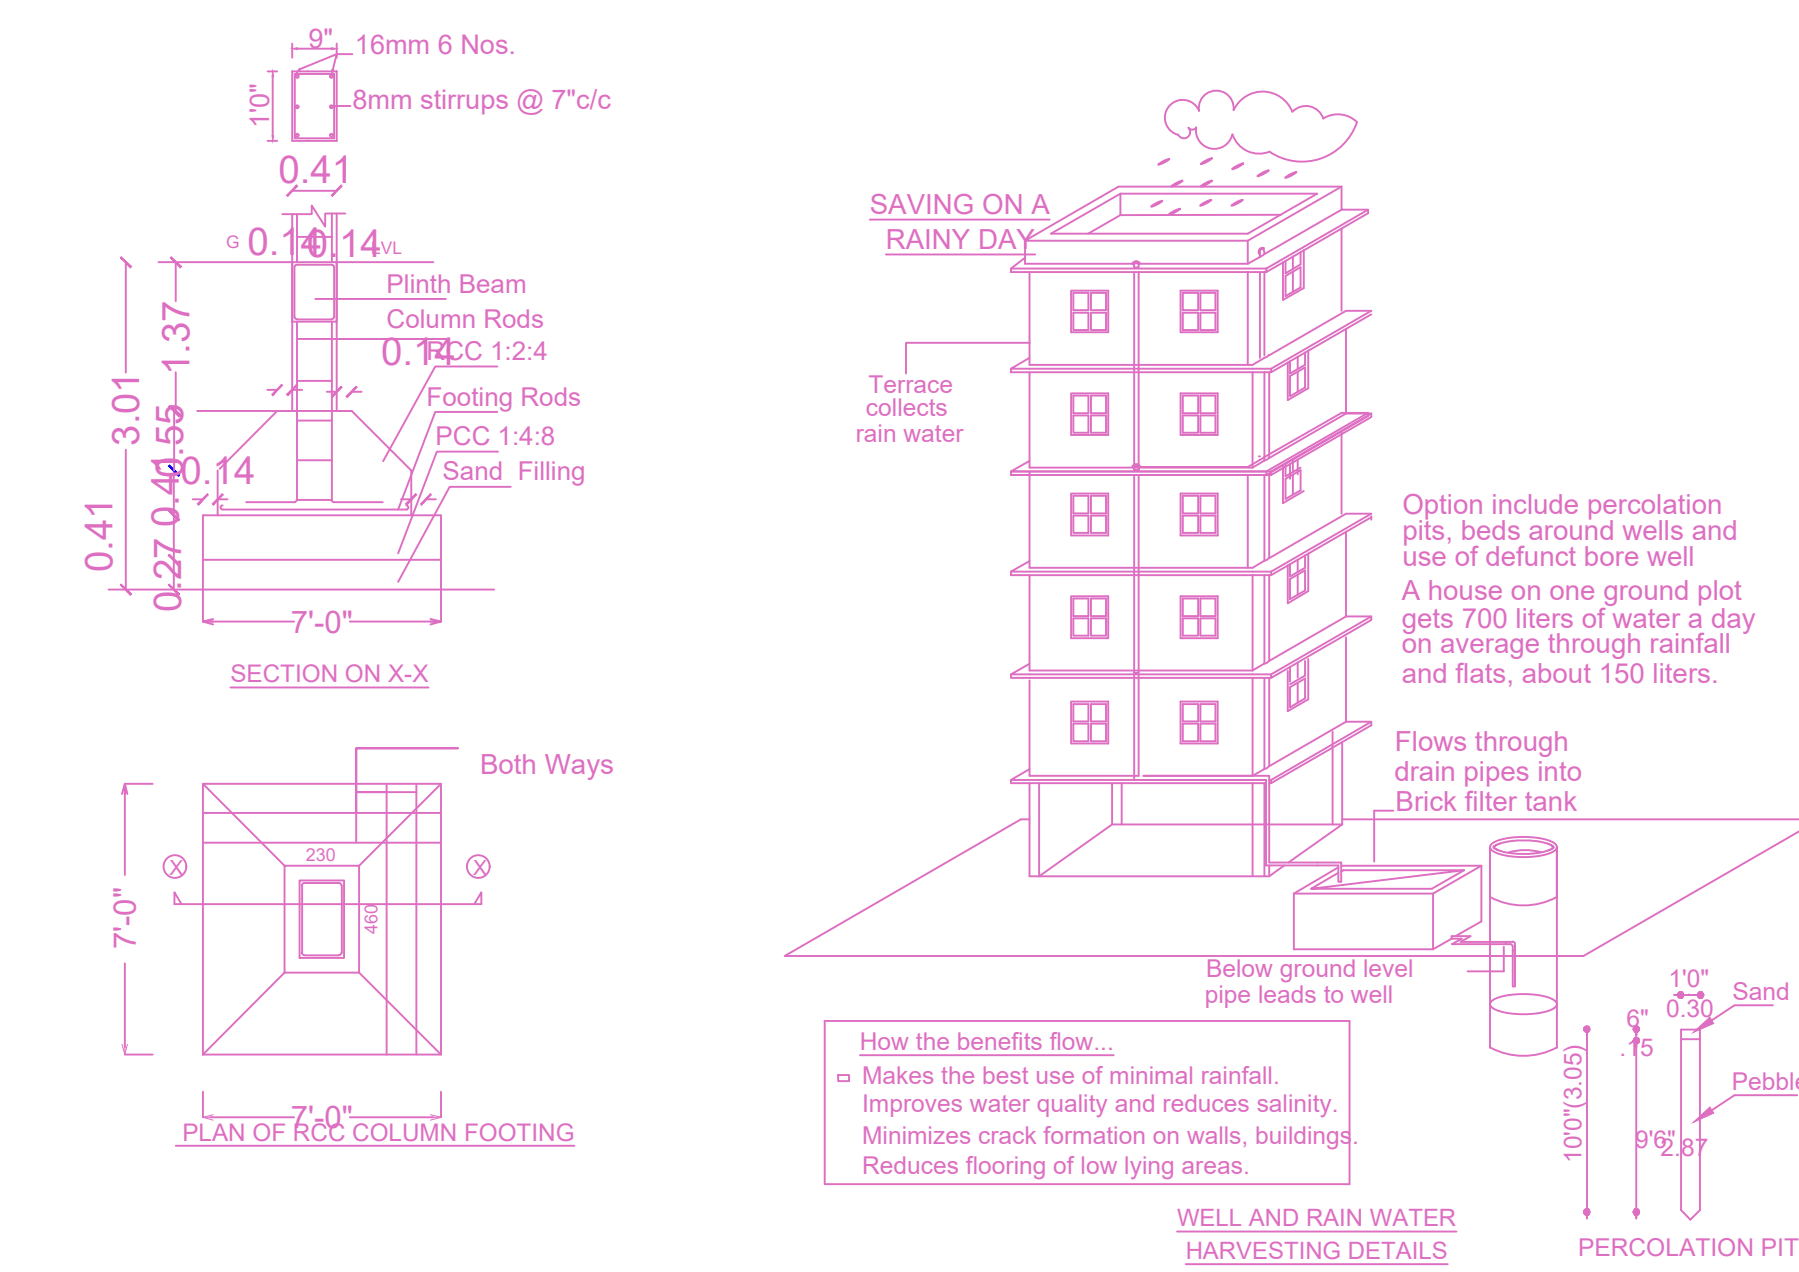 9"
16mm 6 Nos.
1'0"
8mm stirrups @ 7"c/c
0.41
G
0.14
0.14
LVL
Plinth Beam
Column Rods
0.14
RCC 1:2:4
Footing Rods
PCC 1:4:8
Sand Filling
1.37
3.01
0.55
0.14
0.41
0.41
0.27
7'-0"
SECTION ON X-X
Both Ways
230
X
X
460
7'-0"
7'-0"
PLAN OF RCC COLUMN FOOTING
SAVING ON A
RAINY DAY
Terrace
collects
rain water
Option include percolation
pits, beds around wells and
use of defunct bore well
A house on one ground plot
gets 700 liters of water a day
on average through rainfall
and flats, about 150 liters.
Flows through
drain pipes into
Brick filter tank
Below ground level
pipe leads to well
How the benefits flow...
Makes the best use of minimal rainfall.
Improves water quality and reduces salinity.
Minimizes crack formation on walls, buildings.
Reduces flooring of low lying areas.
WELL AND RAIN WATER
HARVESTING DETAILS
1'0"
0.30
Sand
6"
.15
10'0"(3.05)
Pebble
9'6"
2.87
PERCOLATION PIT